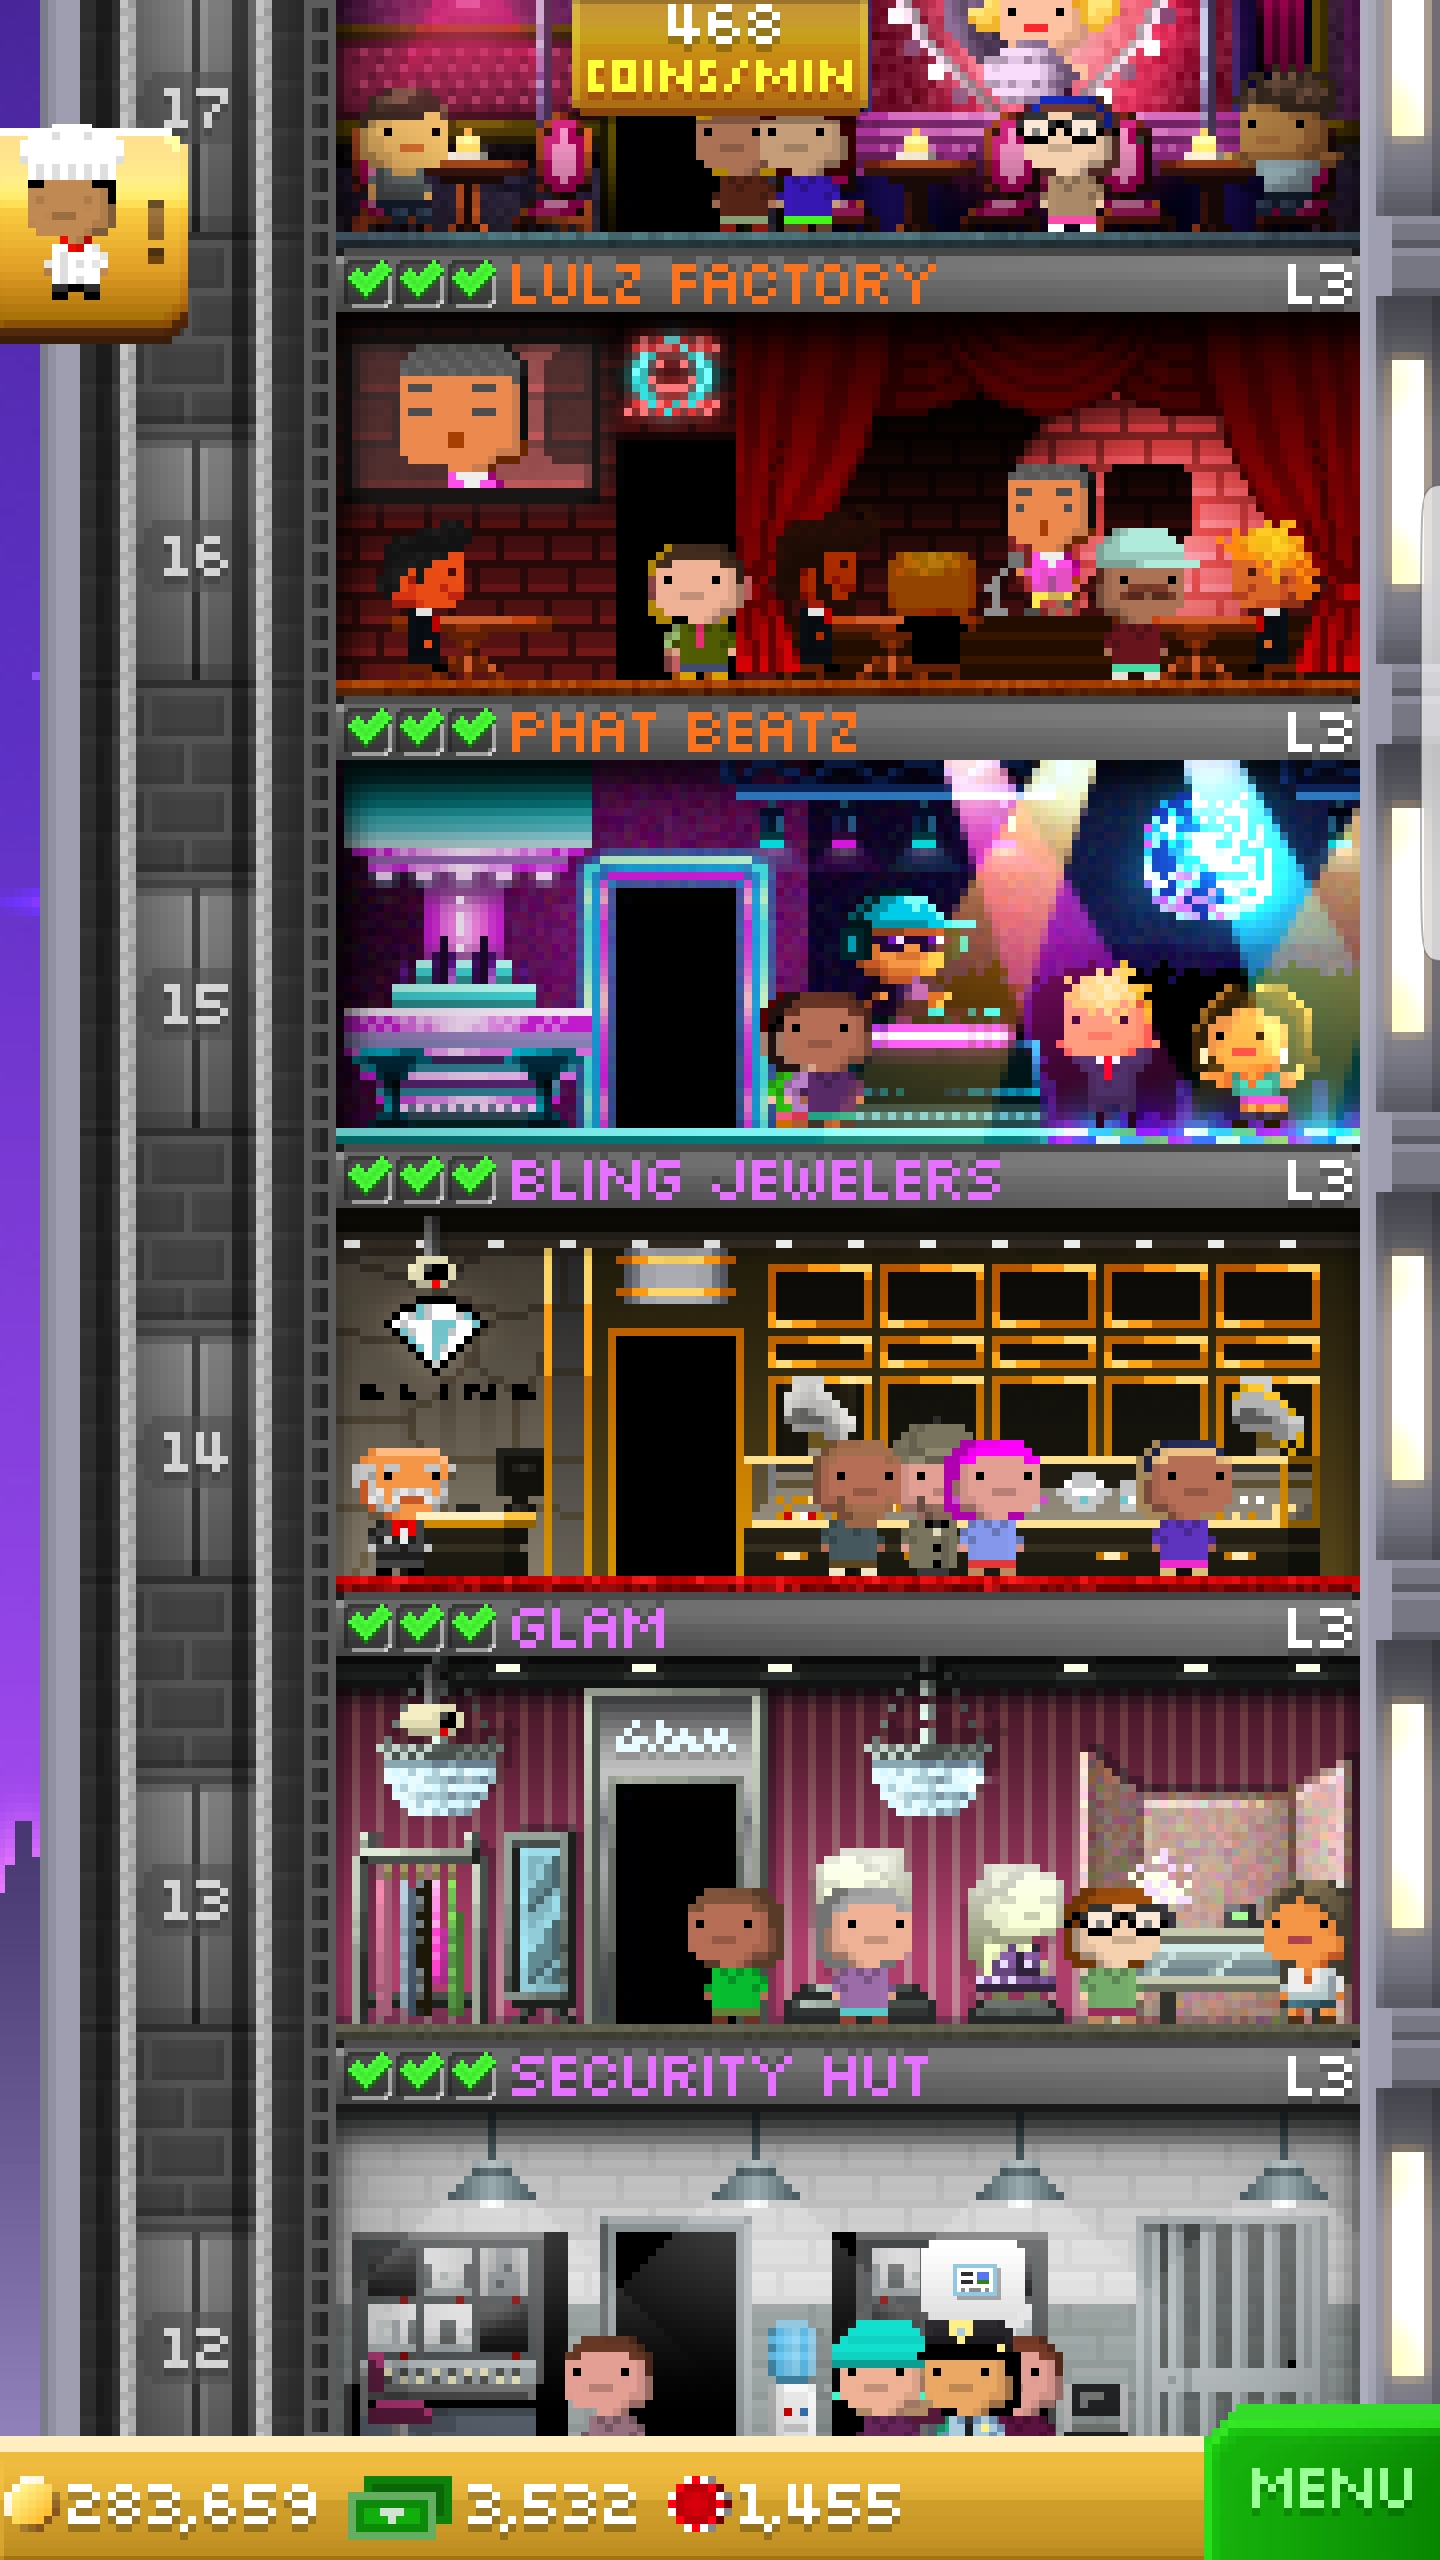 468
COINS/MIN
17
!
LULZ FACTORY L3
16
PHAT BEATZ L3
15
BLING JEWELERS L3
BLING
14
GLAM L3
Glam
13
SECURITY HUT L3
12
283,659 3,532 1,455 MENU